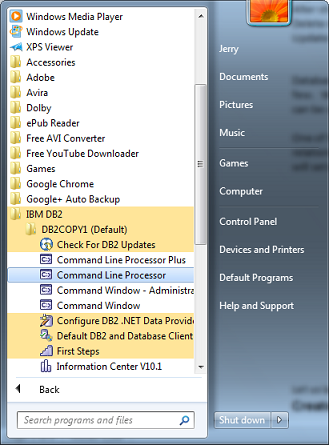 Windows Media Player
Windows Update
XPS Viewer
Accessories
Adobe
Avira
Dolby
ePub Reader
Free AVI Converter
Free YouTube Downloader
Games
Google Chrome
Google+ Auto Backup
IBM DB2
DB2COPY1 (Default)
Check For DB2 Updates
Command Line Processor Plus
Command Line Processor
Command Window - Administra
Command Window
Configure DB2 .NET Data Provide
Default DB2 and Database Client
First Steps
Information Center V10.1
Back
Search programs and files
Jerry
Documents
Pictures
Music
Games
Computer
Control Panel
Devices and Printers
Default Programs
Help and Support
Shut down